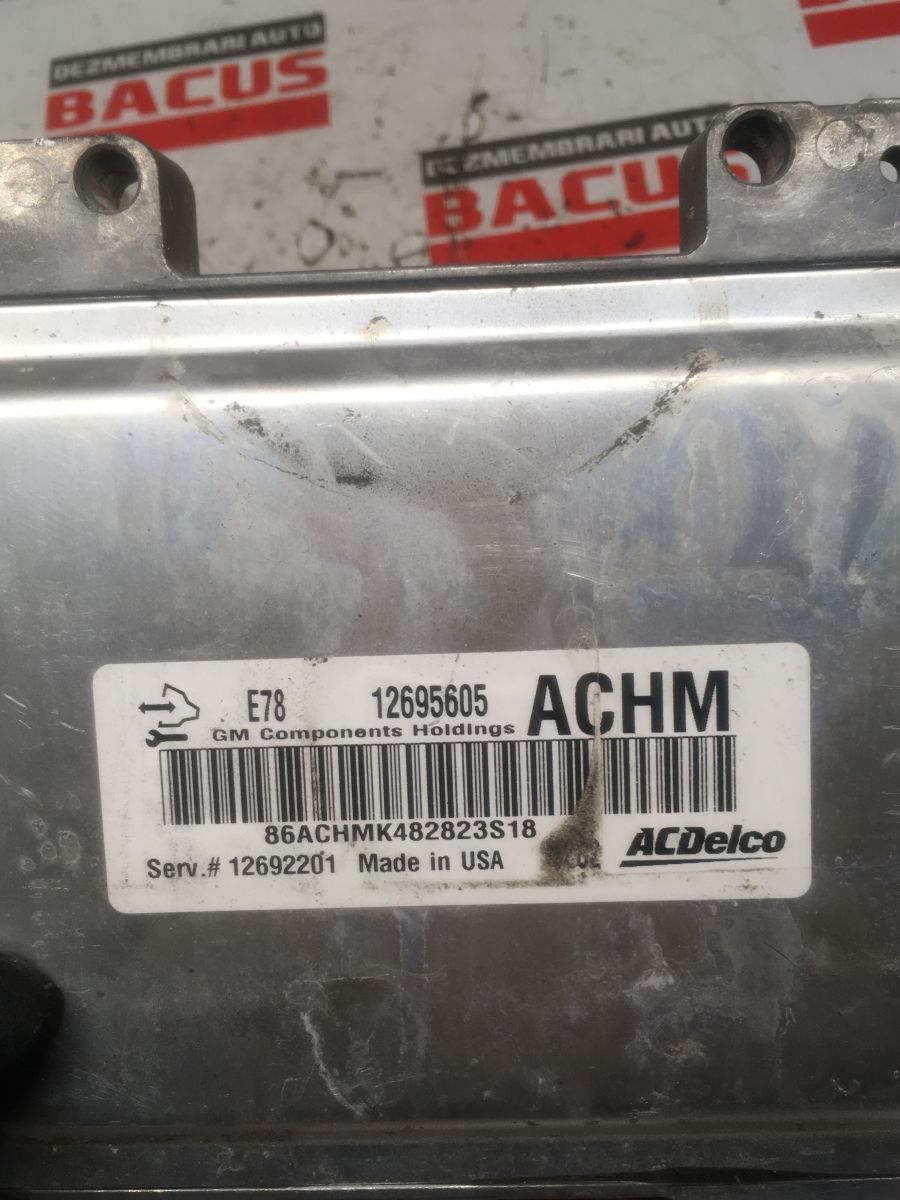 DEZMEMBRARI AUTO
BACUS
DEZMEMBRARI AUTO
BACUS
E78 12695605 ACHM
GM Components Holdings
86ACHMK482823S18
ACDelco
Serv.# 12692201 Made in USA